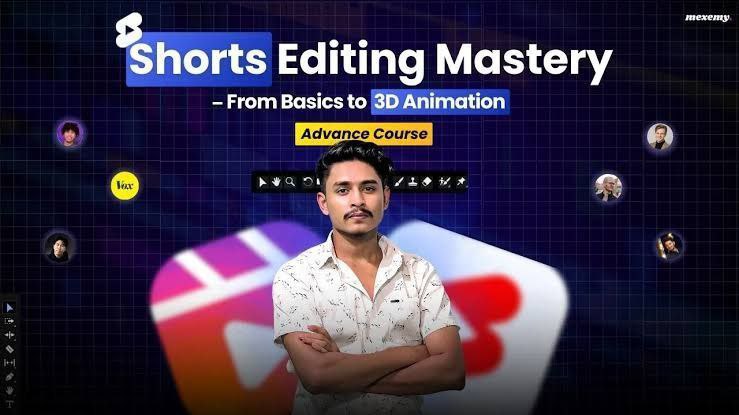 mexemy
Shorts Editing Mastery
– From Basics to 3D Animation
Advance Course
Vox